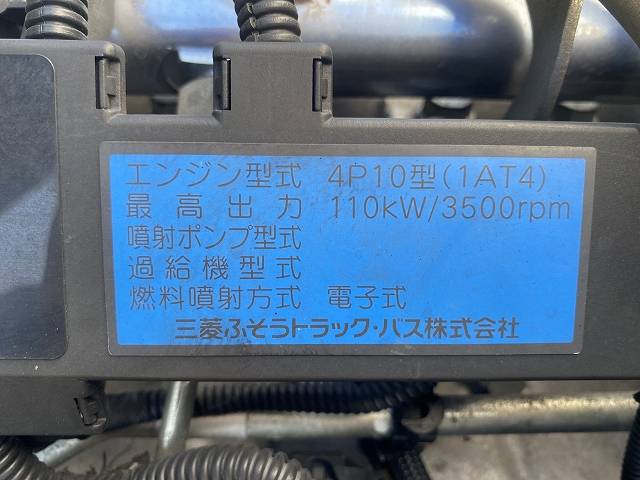 エンジン型式 4P10型(1AT4)
最高出力 110kW/3500rpm
噴射ポンプ型式
過給機型式
燃料噴射方式 電子式
三菱ふそうトラック・バス株式会社